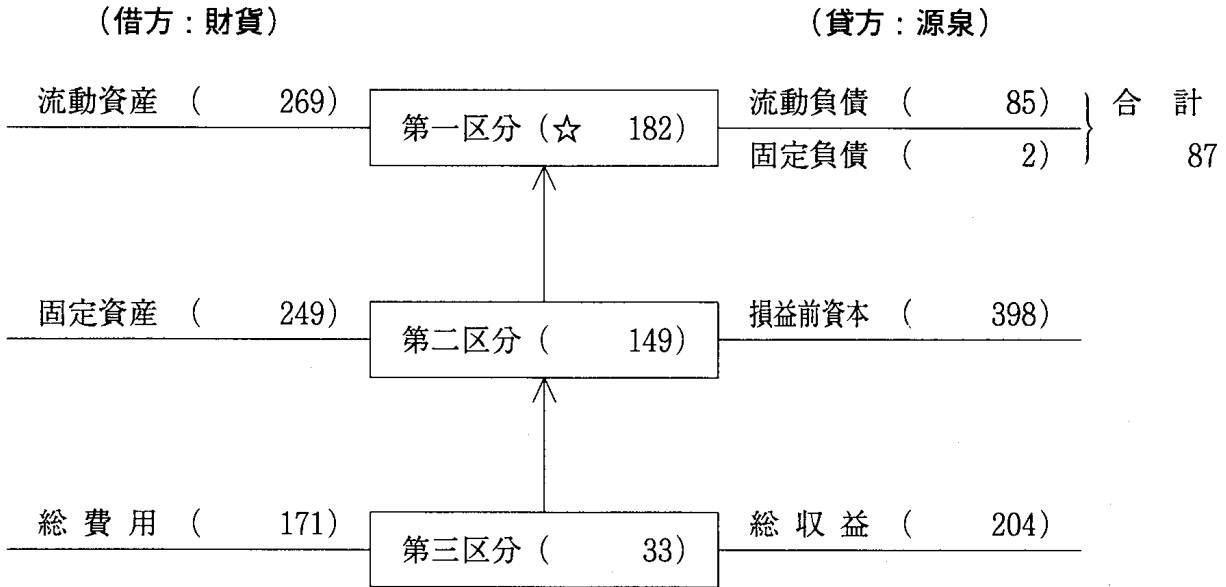 (借方：財貨) (貸方：源泉)
流動資産 ( 269) 第一区分 (☆ 182) 流動負債 ( 85) 合 計
固定負債 ( 2) 87
固定資産 ( 249) 第二区分 ( 149) 損益前資本 ( 398)
総 費 用 ( 171) 第三区分 ( 33) 総 収 益 ( 204)